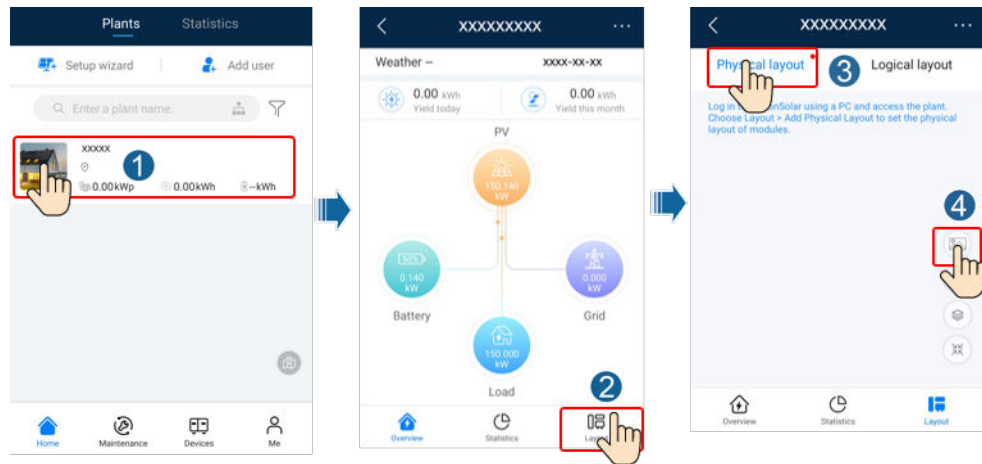 Plants
Statistics
Setup wizard
Add user
Enter a plant name.
xxxxx
1
0.00kWp
0.00kWh
--kWh
Home
Maintenance
Devices
Me
XXXXXXXXX
...
Weather --
xxxx-xx-xx
0.00 kWh
Yield today
0.00 kWh
Yield this month
PV
150.140
kW
50%
0.140
kW
0.000
kW
Battery
Grid
150.000
kW
Load
2
Overview
Statistics
XXXXXXXXX
...
Physical layout
3
Logical layout
Log in using a PC and access the plant.
Choose Layout > Add Physical Layout to set the physical
layout of modules.
4
Overview
Statistics
Layout